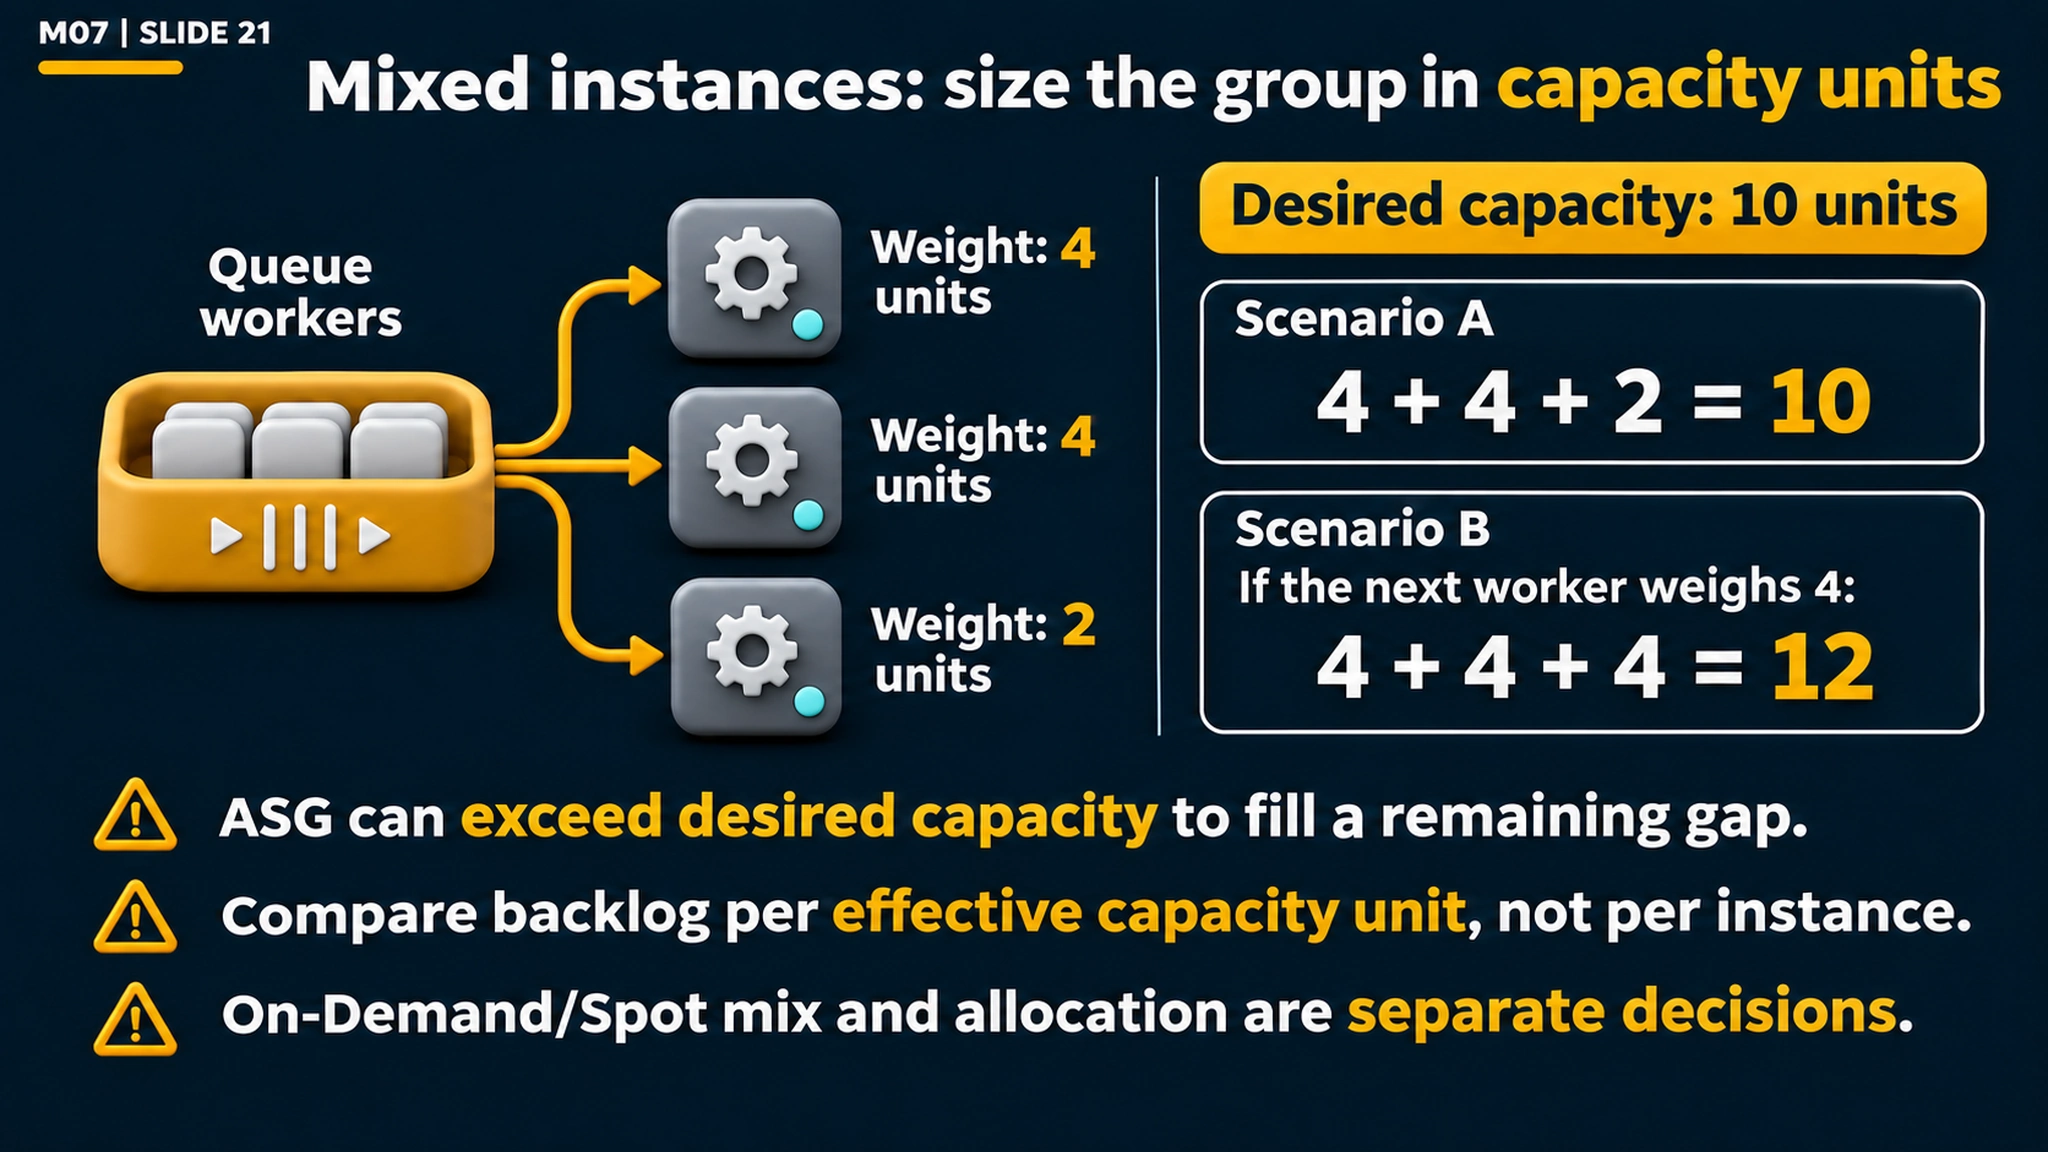 M07 | SLIDE 21
Mixed instances: size the group in capacity units
Queue
workers
Weight: 4
units
Weight: 4
units
Weight: 2
units
Desired capacity: 10 units
Scenario A
4 + 4 + 2 = 10
Scenario B
If the next worker weighs 4:
4 + 4 + 4 = 12
ASG can exceed desired capacity to fill a remaining gap.
Compare backlog per effective capacity unit, not per instance.
On-Demand/Spot mix and allocation are separate decisions.